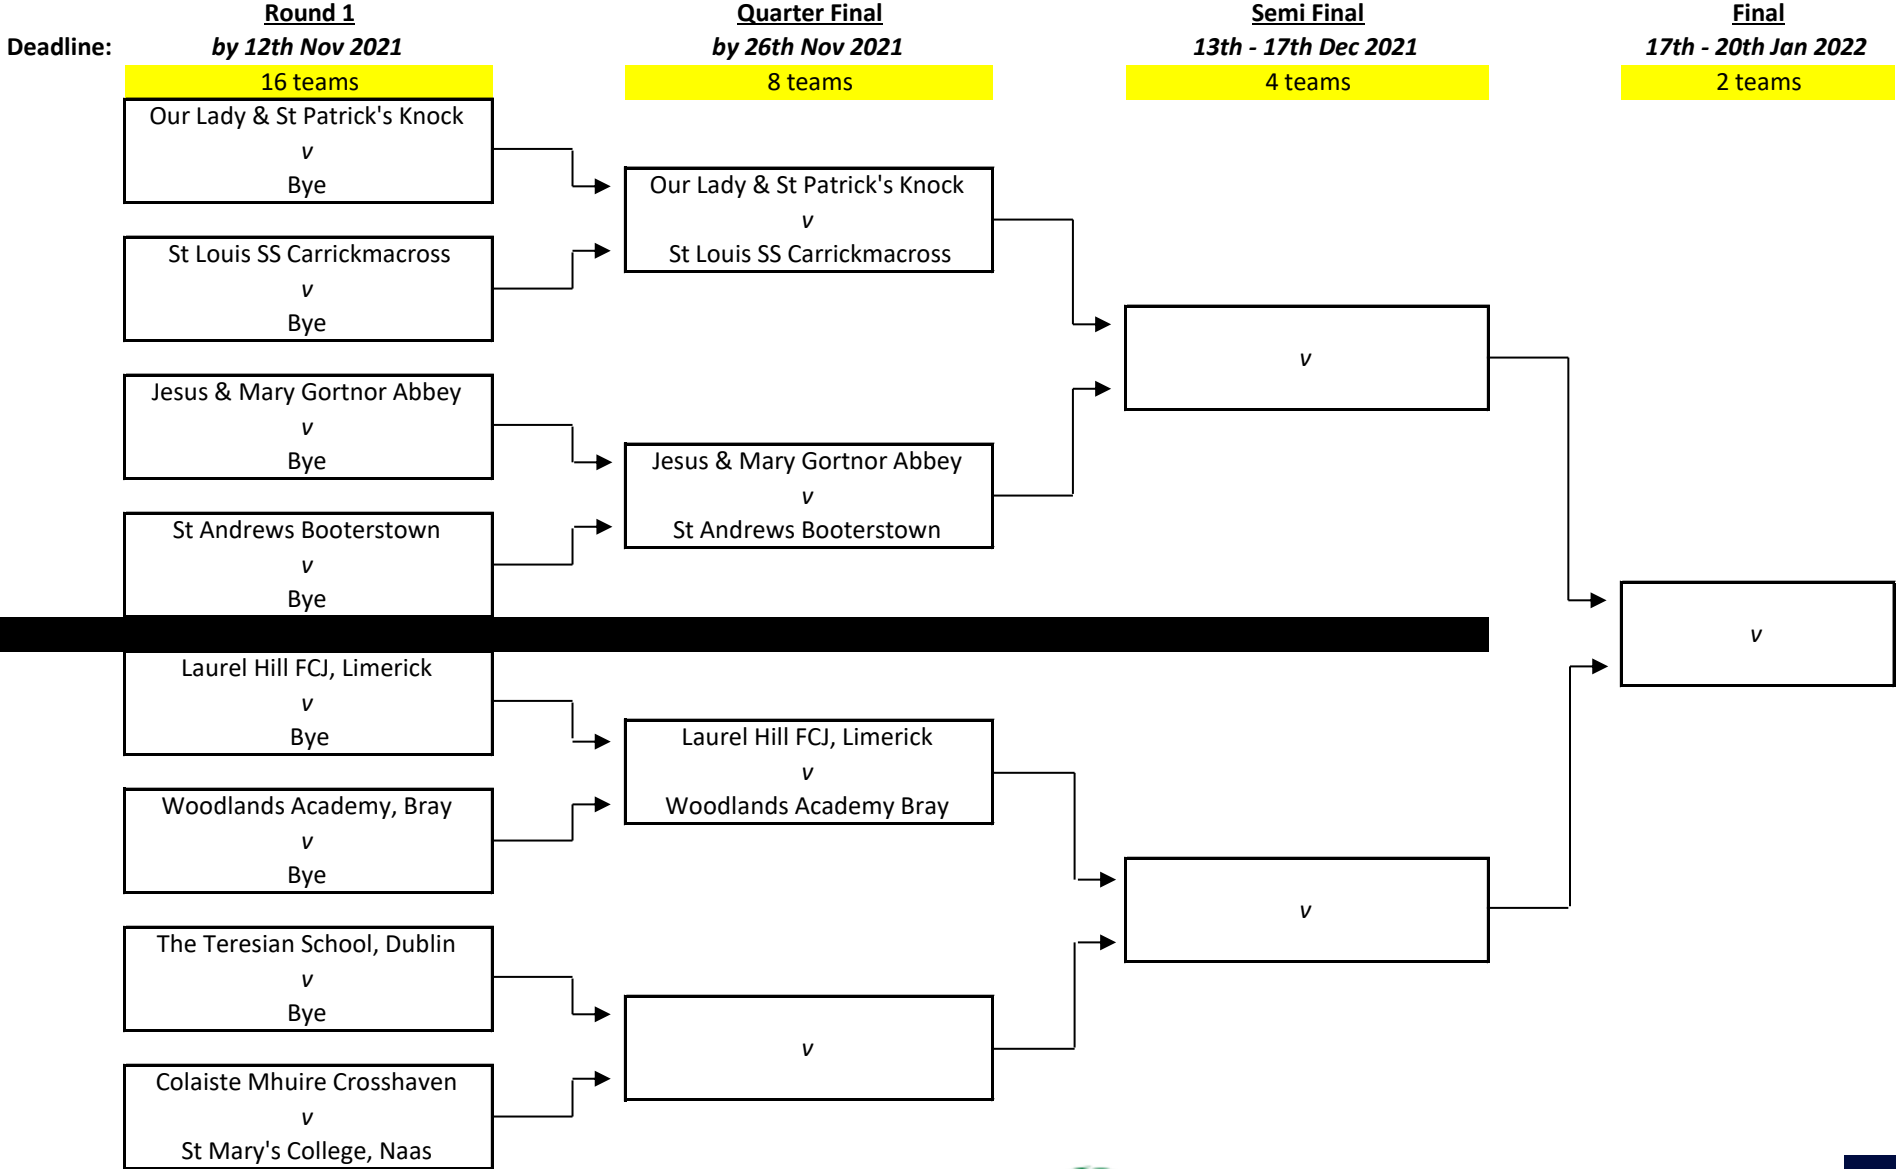 Round 1
Quarter Final
Semi Final
Final
Deadline:
by 12th Nov 2021
by 26th Nov 2021
13th - 17th Dec 2021
17th - 20th Jan 2022
16 teams
8 teams
4 teams
2 teams
Our Lady & St Patrick's Knock
v
Bye
St Louis SS Carrickmacross
v
Bye
Jesus & Mary Gortnor Abbey
v
Bye
St Andrews Booterstown
v
Bye
Laurel Hill FCJ, Limerick
v
Bye
Woodlands Academy, Bray
v
Bye
The Teresian School, Dublin
v
Bye
Colaiste Mhuire Crosshaven
v
St Mary's College, Naas
Our Lady & St Patrick's Knock
v
St Louis SS Carrickmacross
Jesus & Mary Gortnor Abbey
v
St Andrews Booterstown
Laurel Hill FCJ, Limerick
v
Woodlands Academy Bray
v
v
v
v